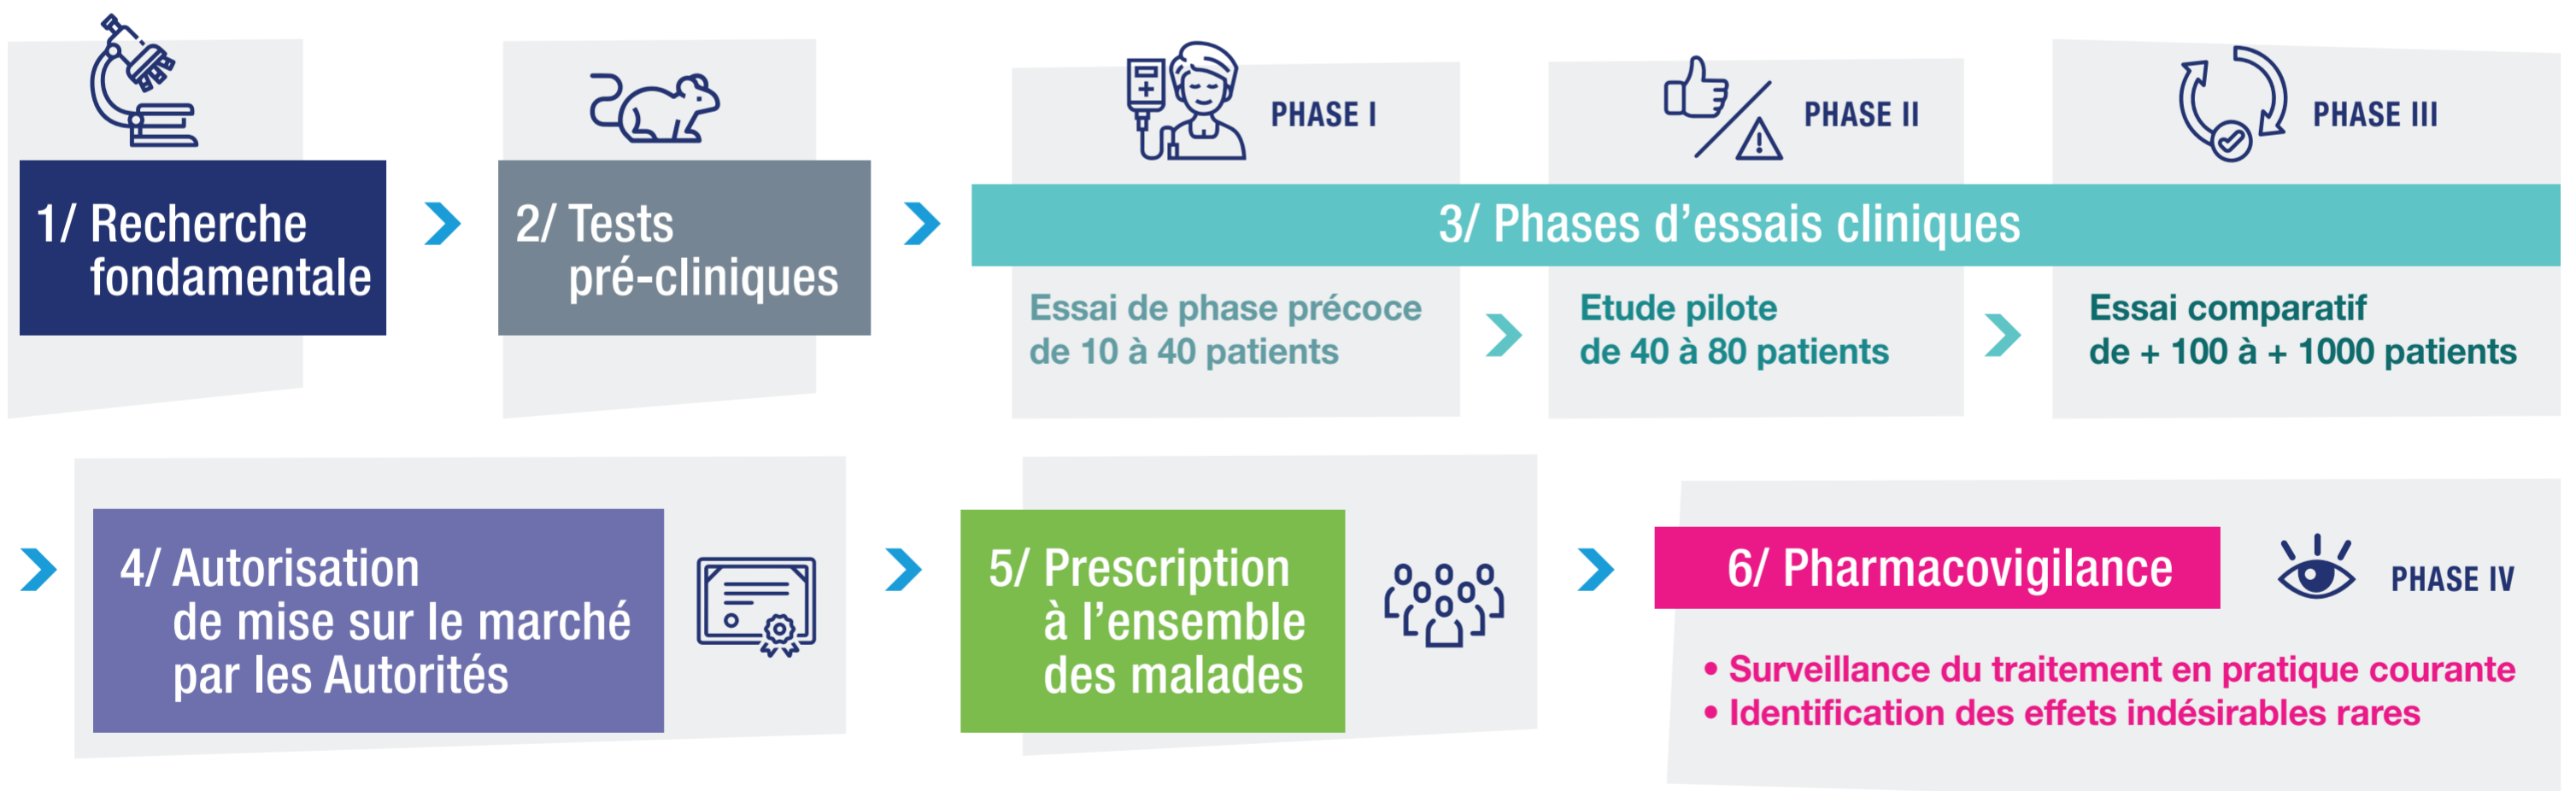 PHASE I
PHASE II
PHASE III
1/ Recherche
fondamentale
2/ Tests
pré-cliniques
3/ Phases d'essais cliniques
Essai de phase précoce
de 10 à 40 patients
Etude pilote
de 40 à 80 patients
Essai comparatif
de + 100 à + 1000 patients
4/ Autorisation
de mise sur le marché
par les Autorités
5/ Prescription
à l'ensemble
des malades
6/ Pharmacovigilance
PHASE IV
• Surveillance du traitement en pratique courante
• Identification des effets indésirables rares